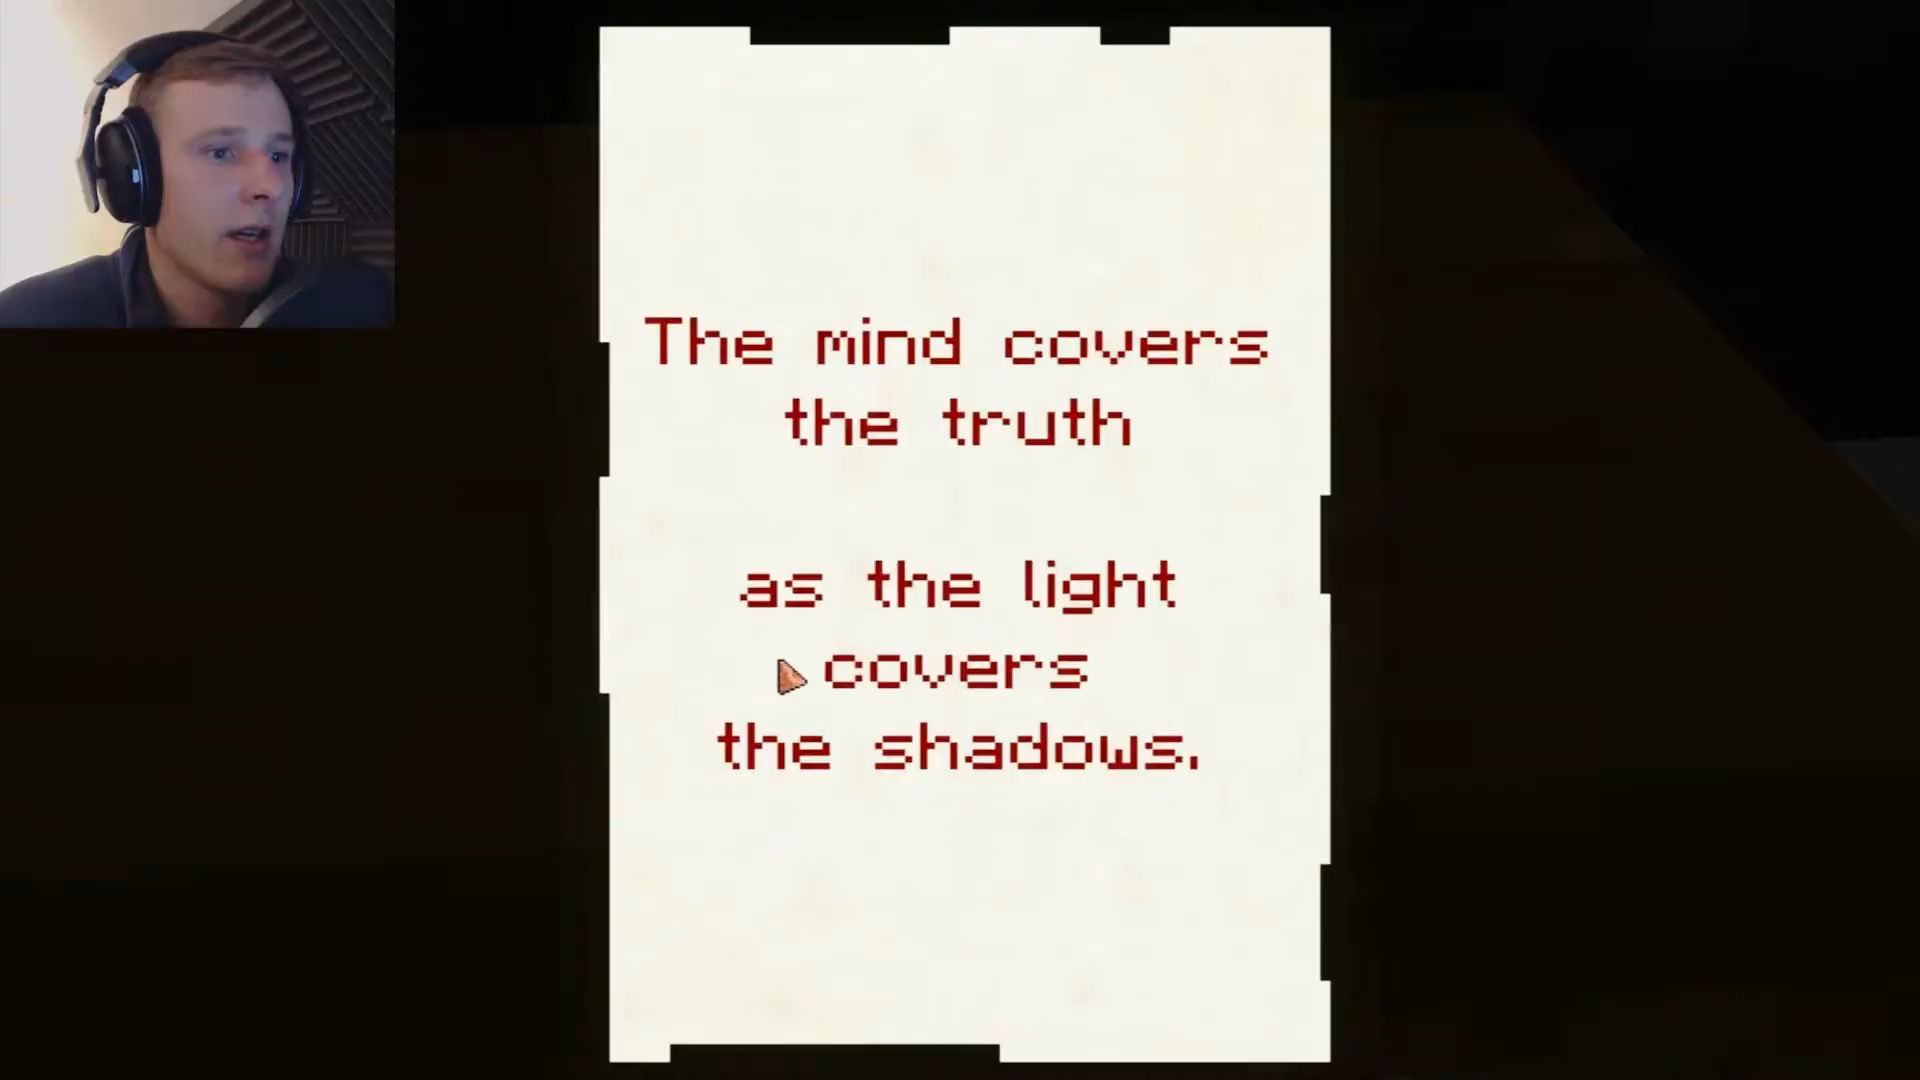 The mind covers
the truth
as the light
covers
the shadows.